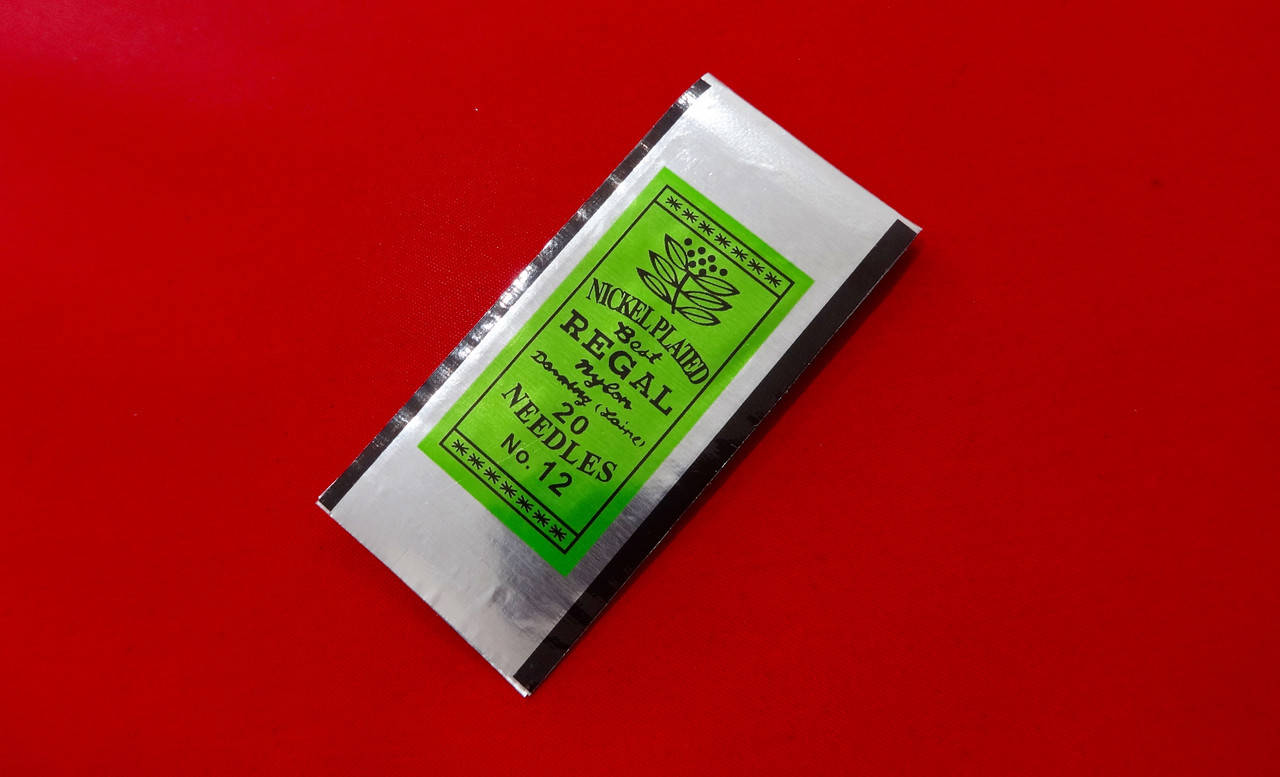 NICKEL PLATED
Best
REGAL
Nylon
Darning (Laine)
20
NEEDLES
No. 12